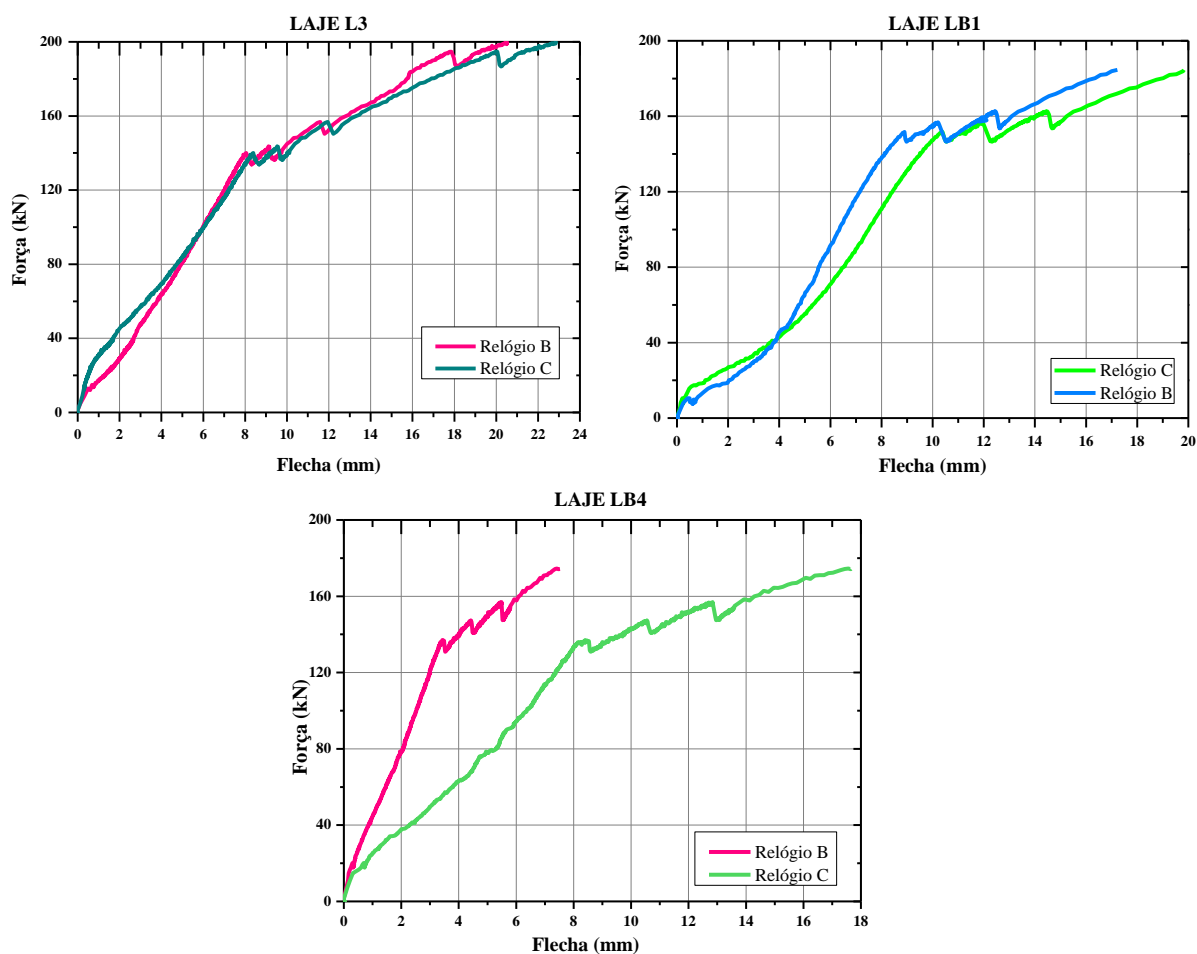 LAJE L3
200
160
120
80
40
0
Força (kN)
Relógio B
Relógio C
0 2 4 6 8 10 12 14 16 18 20 22 24
Flecha (mm)
LAJE LB1
200
160
120
80
40
0
Força (kN)
Relógio C
Relógio B
0 2 4 6 8 10 12 14 16 18 20
Flecha (mm)
LAJE LB4
200
160
120
80
40
0
Força (kN)
Relógio B
Relógio C
0 2 4 6 8 10 12 14 16 18
Flecha (mm)